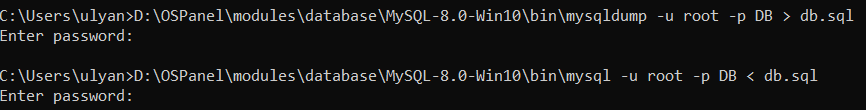 C:\Users\ulyan>D:\OSPanel\modules\database\MySQL-8.0-Win10\bin\mysqldump -u root -p DB > db.sql
Enter password:
C:\Users\ulyan>D:\OSPanel\modules\database\MySQL-8.0-Win10\bin\mysql -u root -p DB < db.sql
Enter password: